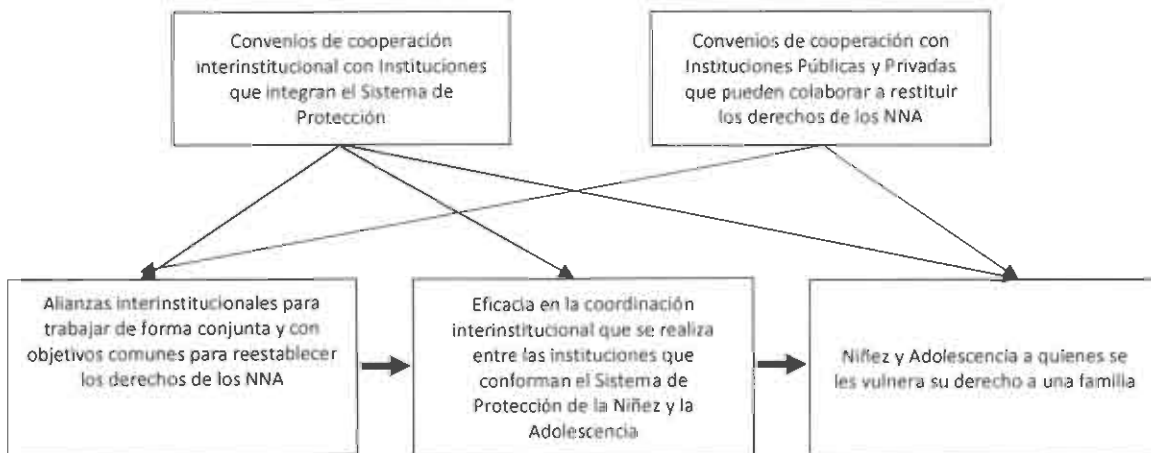 Convenios de cooperación
interinstitucional con Instituciones
que integran el Sistema de
Protección
Convenios de cooperación con
Instituciones Públicas y Privadas
que pueden colaborar a restituir
los derechos de los NNA
Alianzas interinstitucionales para
trabajar de forma conjunta y con
objetivos comunes para reestablecer
los derechos de los NNA
Eficacia en la coordinación
interinstitucional que se realiza
entre las instituciones que
conforman el Sistema de
Protección de la Niñez y la
Adolescencia
Niñez y Adolescencia a quienes se
les vulnera su derecho a una familia